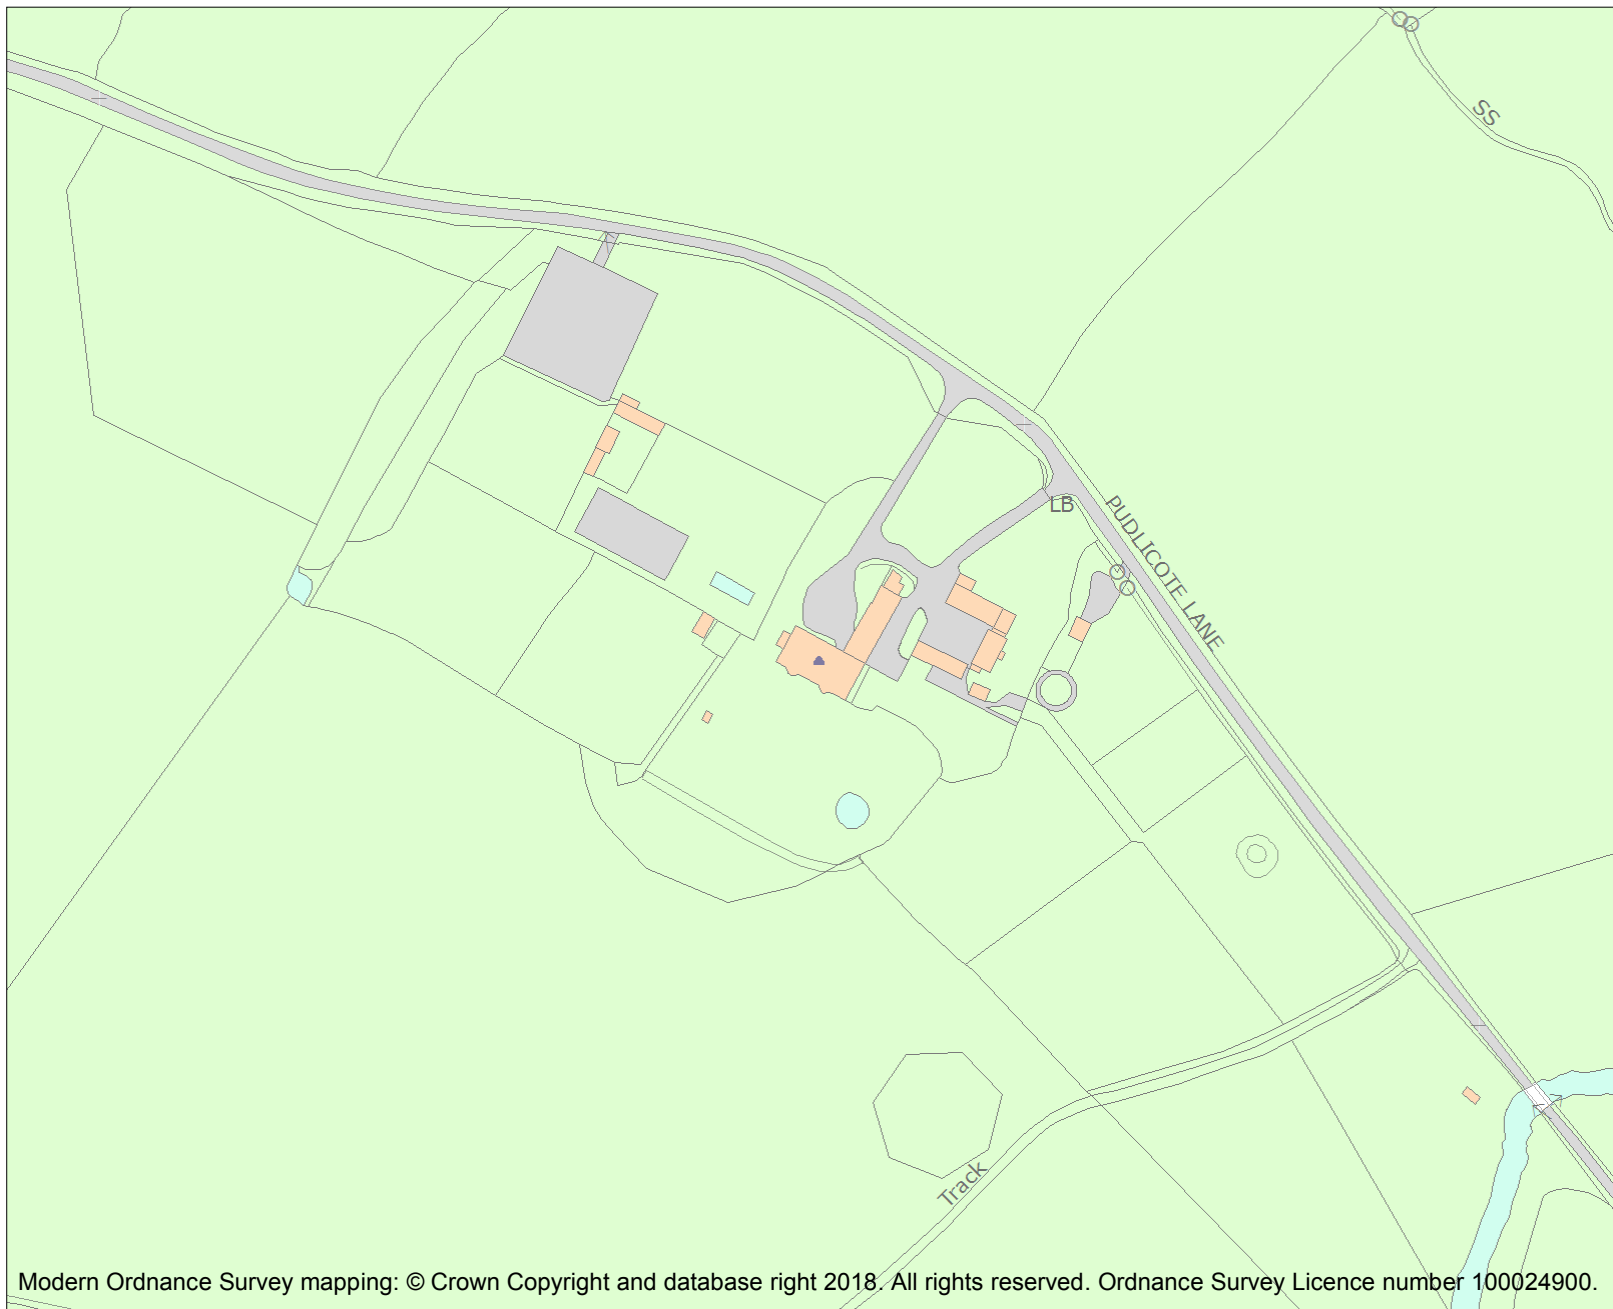 SS
LB
PUDLICOTE LANE
Track
Modern Ordnance Survey mapping: © Crown Copyright and database right 2018. All rights reserved. Ordnance Survey Licence number 100024900.